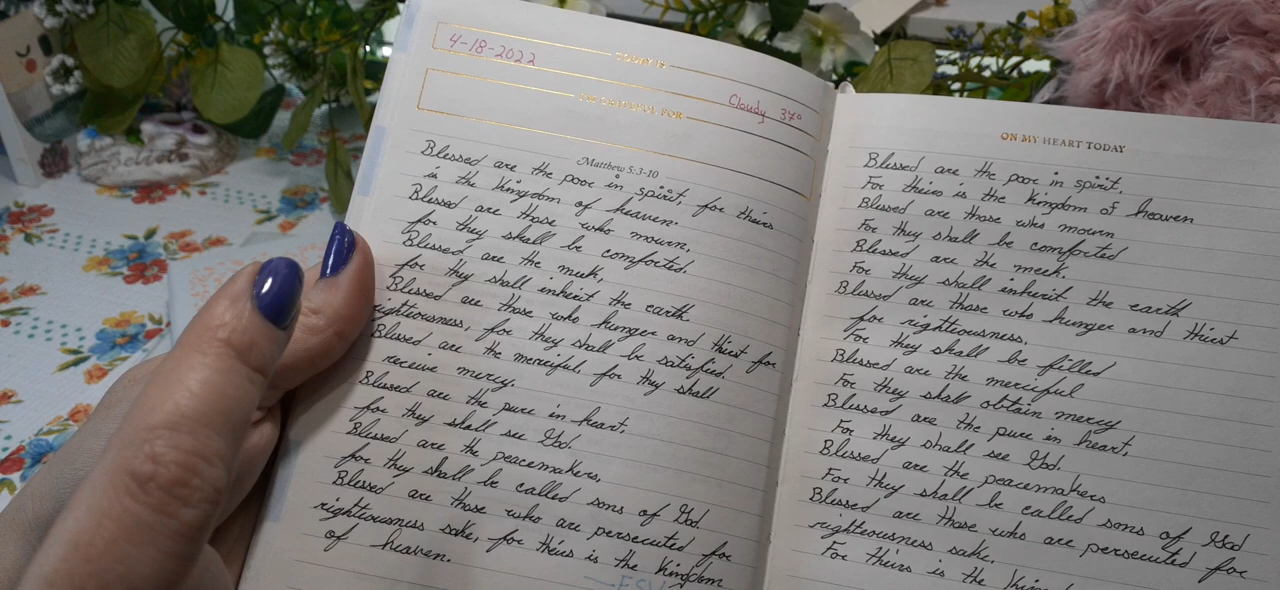 Believe
4-18-2022
TODAY IS
Cloudy 37°
I'M GRATEFUL FOR
Matthew 5:3-10
Blessed are the poor in spirit, for theirs
is the kingdom of heaven.
Blessed are those who mourn,
for they shall be comforted.
Blessed are the meek,
for they shall inherit the earth
Blessed are those who hunger and thirst for
righteousness, for they shall be satisfied.
Blessed are the merciful, for they shall
receive mercy.
Blessed are the pure in heart,
for they shall see God.
Blessed are the peacemakers,
for they shall be called sons of God
Blessed are those who are persecuted for
righteousness sake, for theirs is the kingdom
of heaven.
—ESV
ON MY HEART TODAY
Blessed are the poor in spirit,
For theirs is the kingdom of heaven
Blessed are those who mourn
For they shall be comforted
Blessed are the meek,
For they shall inherit the earth
Blessed are those who hunger and thirst
for righteousness.
For they shall be filled
Blessed are the merciful
For they shall obtain mercy
Blessed are the pure in heart,
For they shall see God.
Blessed are the peacemakers
For they shall be called sons of God
Blessed are those who are persecuted for
righteousness sake.
For theirs is the